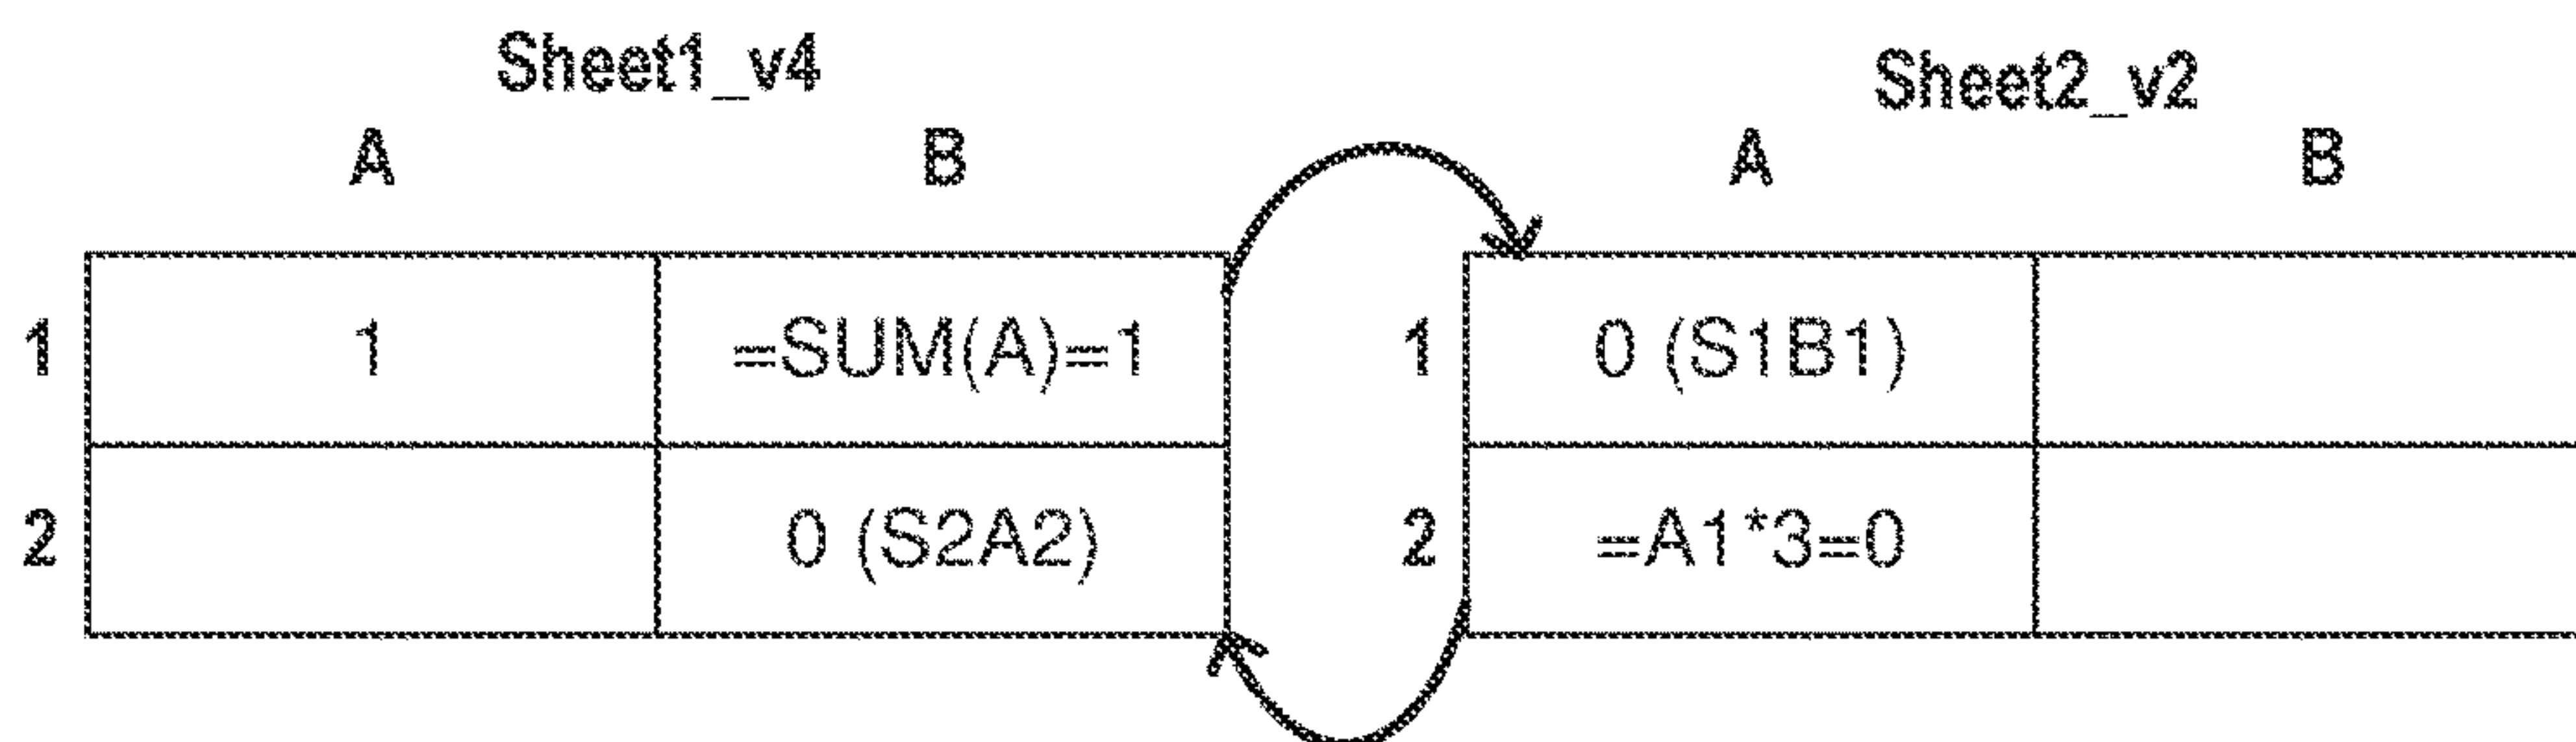 Sheet1_v4 Sheet2_v2
A B A B
1 1 =SUM(A)=1 1 0 (S1B1)
2 0 (S2A2) 2 =A1*3=0